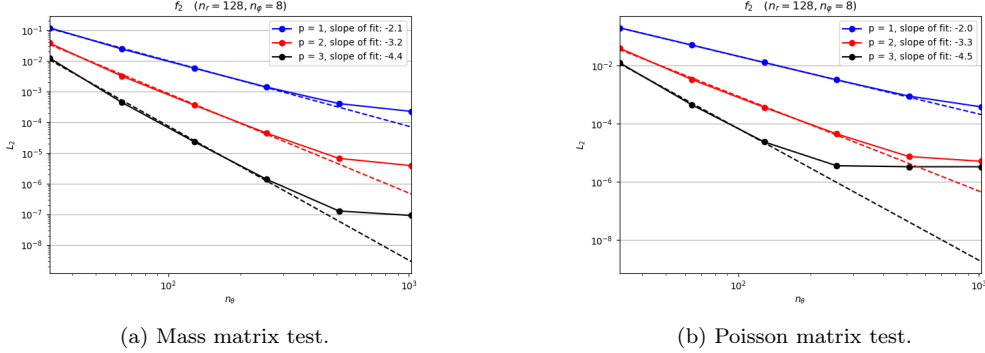 f₂ (nᵣ = 128, nᵩ = 8)
p = 1, slope of fit: -2.1
p = 2, slope of fit: -3.2
p = 3, slope of fit: -4.4
10⁻¹
10⁻²
10⁻³
10⁻⁴
10⁻⁵
10⁻⁶
10⁻⁷
10⁻⁸
L₂
10²
10³
n_θ
(a) Mass matrix test.
f₂ (nᵣ = 128, nᵩ = 8)
p = 1, slope of fit: -2.0
p = 2, slope of fit: -3.3
p = 3, slope of fit: -4.5
10⁻²
10⁻⁴
10⁻⁶
10⁻⁸
L₂
10²
10³
n_θ
(b) Poisson matrix test.